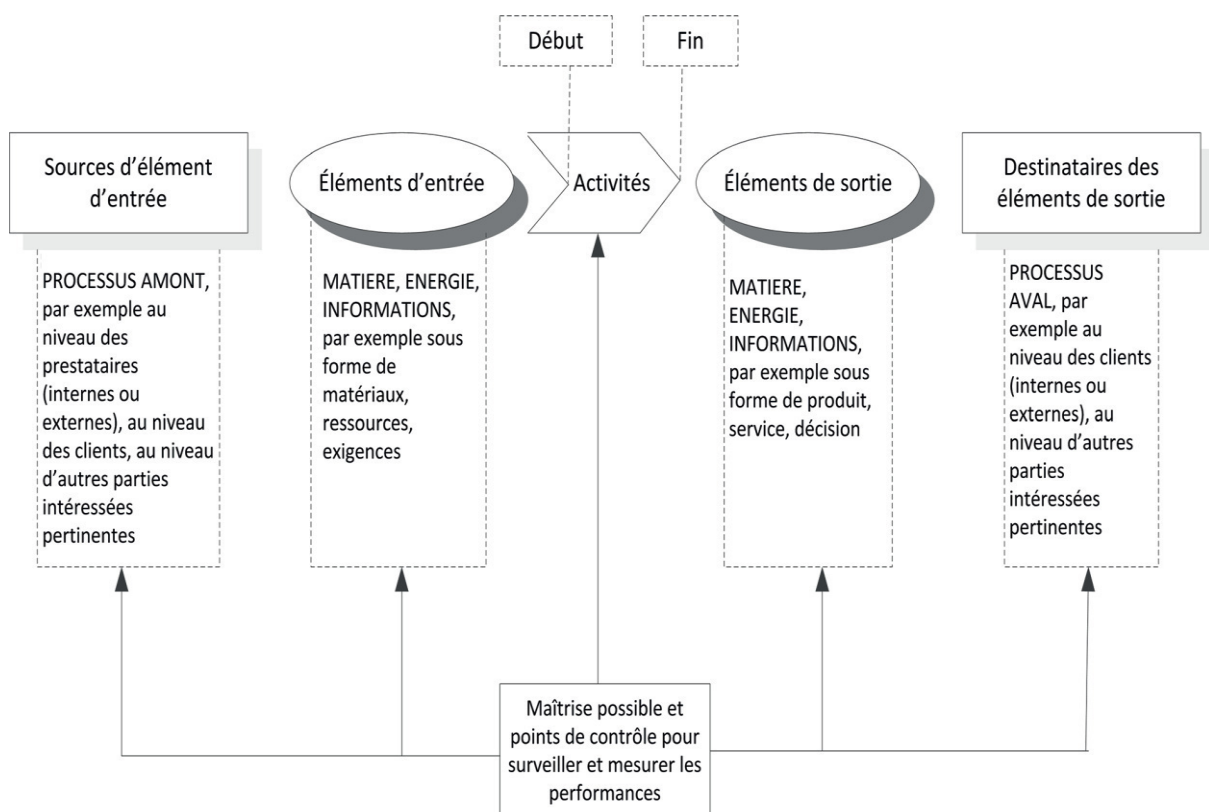 Début
Fin
Sources d’élément
d’entrée
Éléments d’entrée
Activités
Éléments de sortie
Destinataires des
éléments de sortie
PROCESSUS AMONT,
par exemple au
niveau des
prestataires
(internes ou
externes), au niveau
des clients, au niveau
d’autres parties
intéressées
pertinentes
MATIERE, ENERGIE,
INFORMATIONS,
par exemple sous
forme de
matériaux,
ressources,
exigences
MATIERE,
ENERGIE,
INFORMATIONS,
par exemple sous
forme de produit,
service, décision
PROCESSUS
AVAL, par
exemple au
niveau des clients
(internes ou
externes), au
niveau d’autres
parties
intéressées
pertinentes
Maîtrise possible et
points de contrôle pour
surveiller et mesurer les
performances